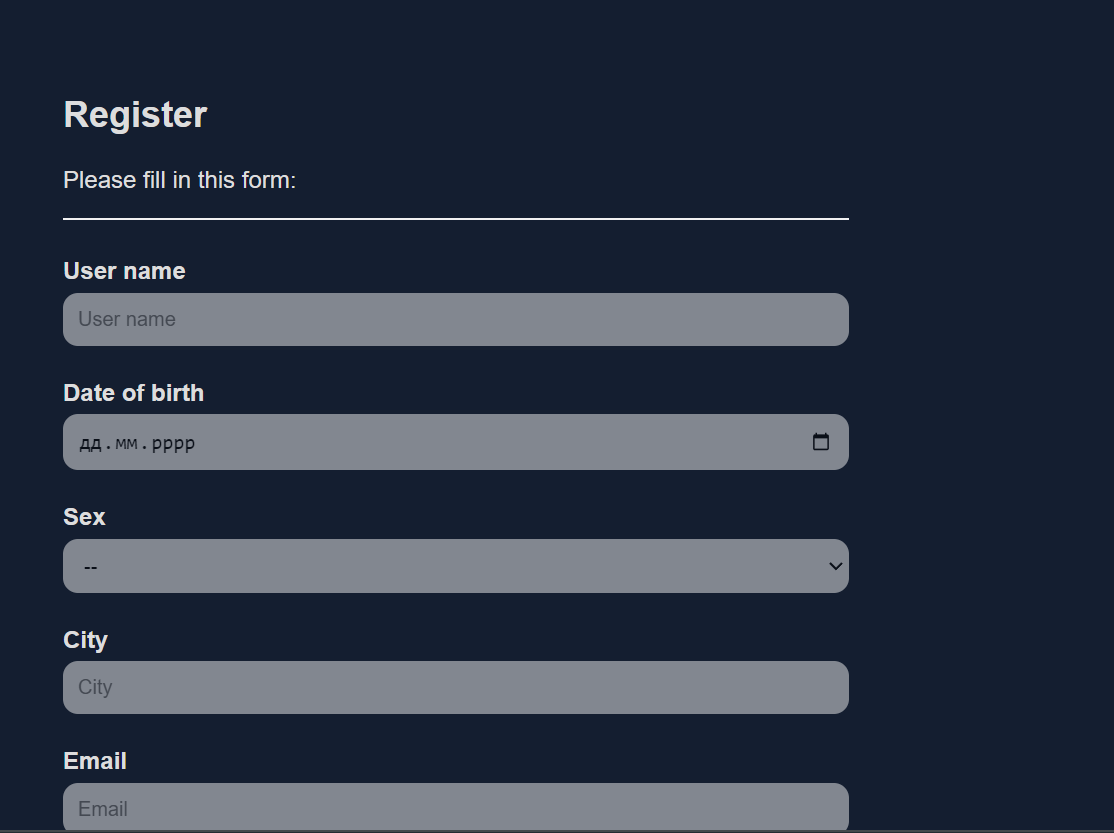 Register
Please fill in this form:
User name
User name
Date of birth
дд.мм.рррр
Sex
--
City
City
Email
Email